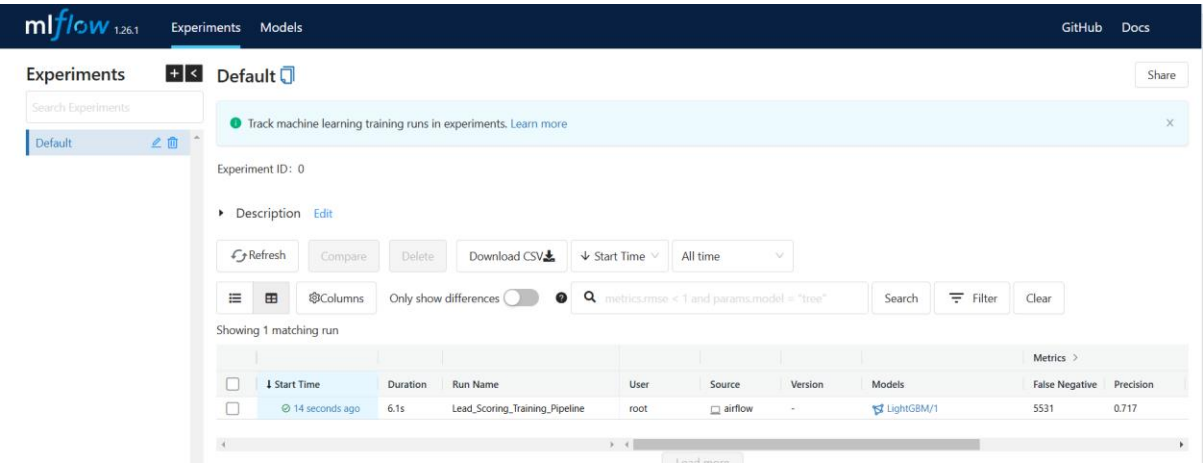 mlflow 1.26.1 Experiments Models GitHub Docs
Experiments + < Default Share
Search Experiments
Track machine learning training runs in experiments. Learn more
Default
Experiment ID: 0
Description Edit
Refresh Compare Delete Download CSV Start Time All time
Columns Only show differences metrics.rmse < 1 and params.model = "tree" Search Filter Clear
Showing 1 matching run
Metrics >
Start Time Duration Run Name User Source Version Models False Negative Precision
14 seconds ago 6.1s Lead_Scoring_Training_Pipeline root airflow - LightGBM/1 5531 0.717
Load more